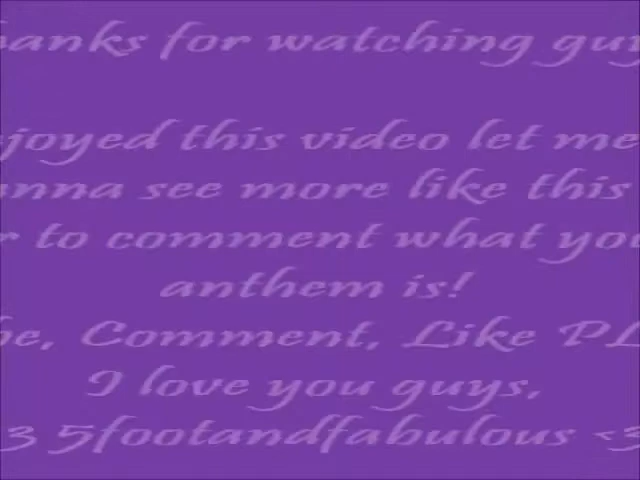 hanks for watching guy
njoyed this video let me
anna see more like this
r to comment what you
anthem is!
be, Comment, Like PL
I love you guys,
3 5footandfabulous <3